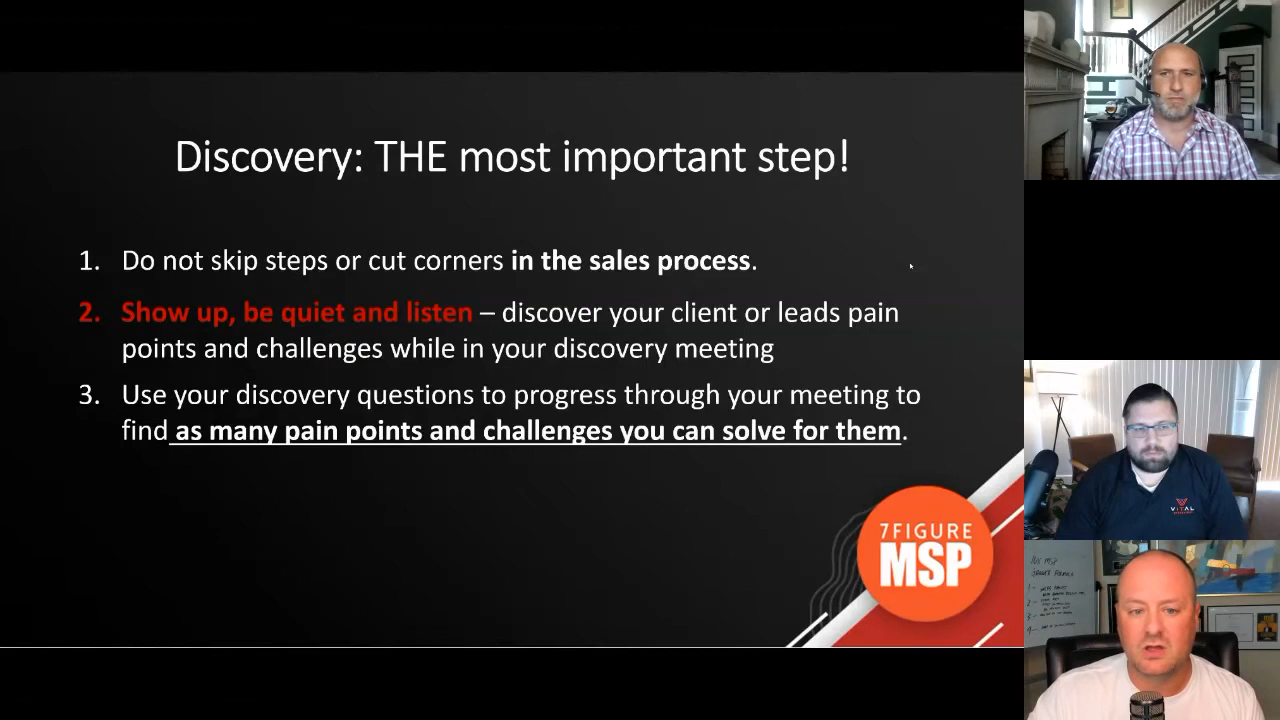 Discovery: THE most important step!
1. Do not skip steps or cut corners in the sales process.
2. Show up, be quiet and listen – discover your client or leads pain
points and challenges while in your discovery meeting
3. Use your discovery questions to progress through your meeting to
find as many pain points and challenges you can solve for them.
7FIGURE
MSP
VITAL